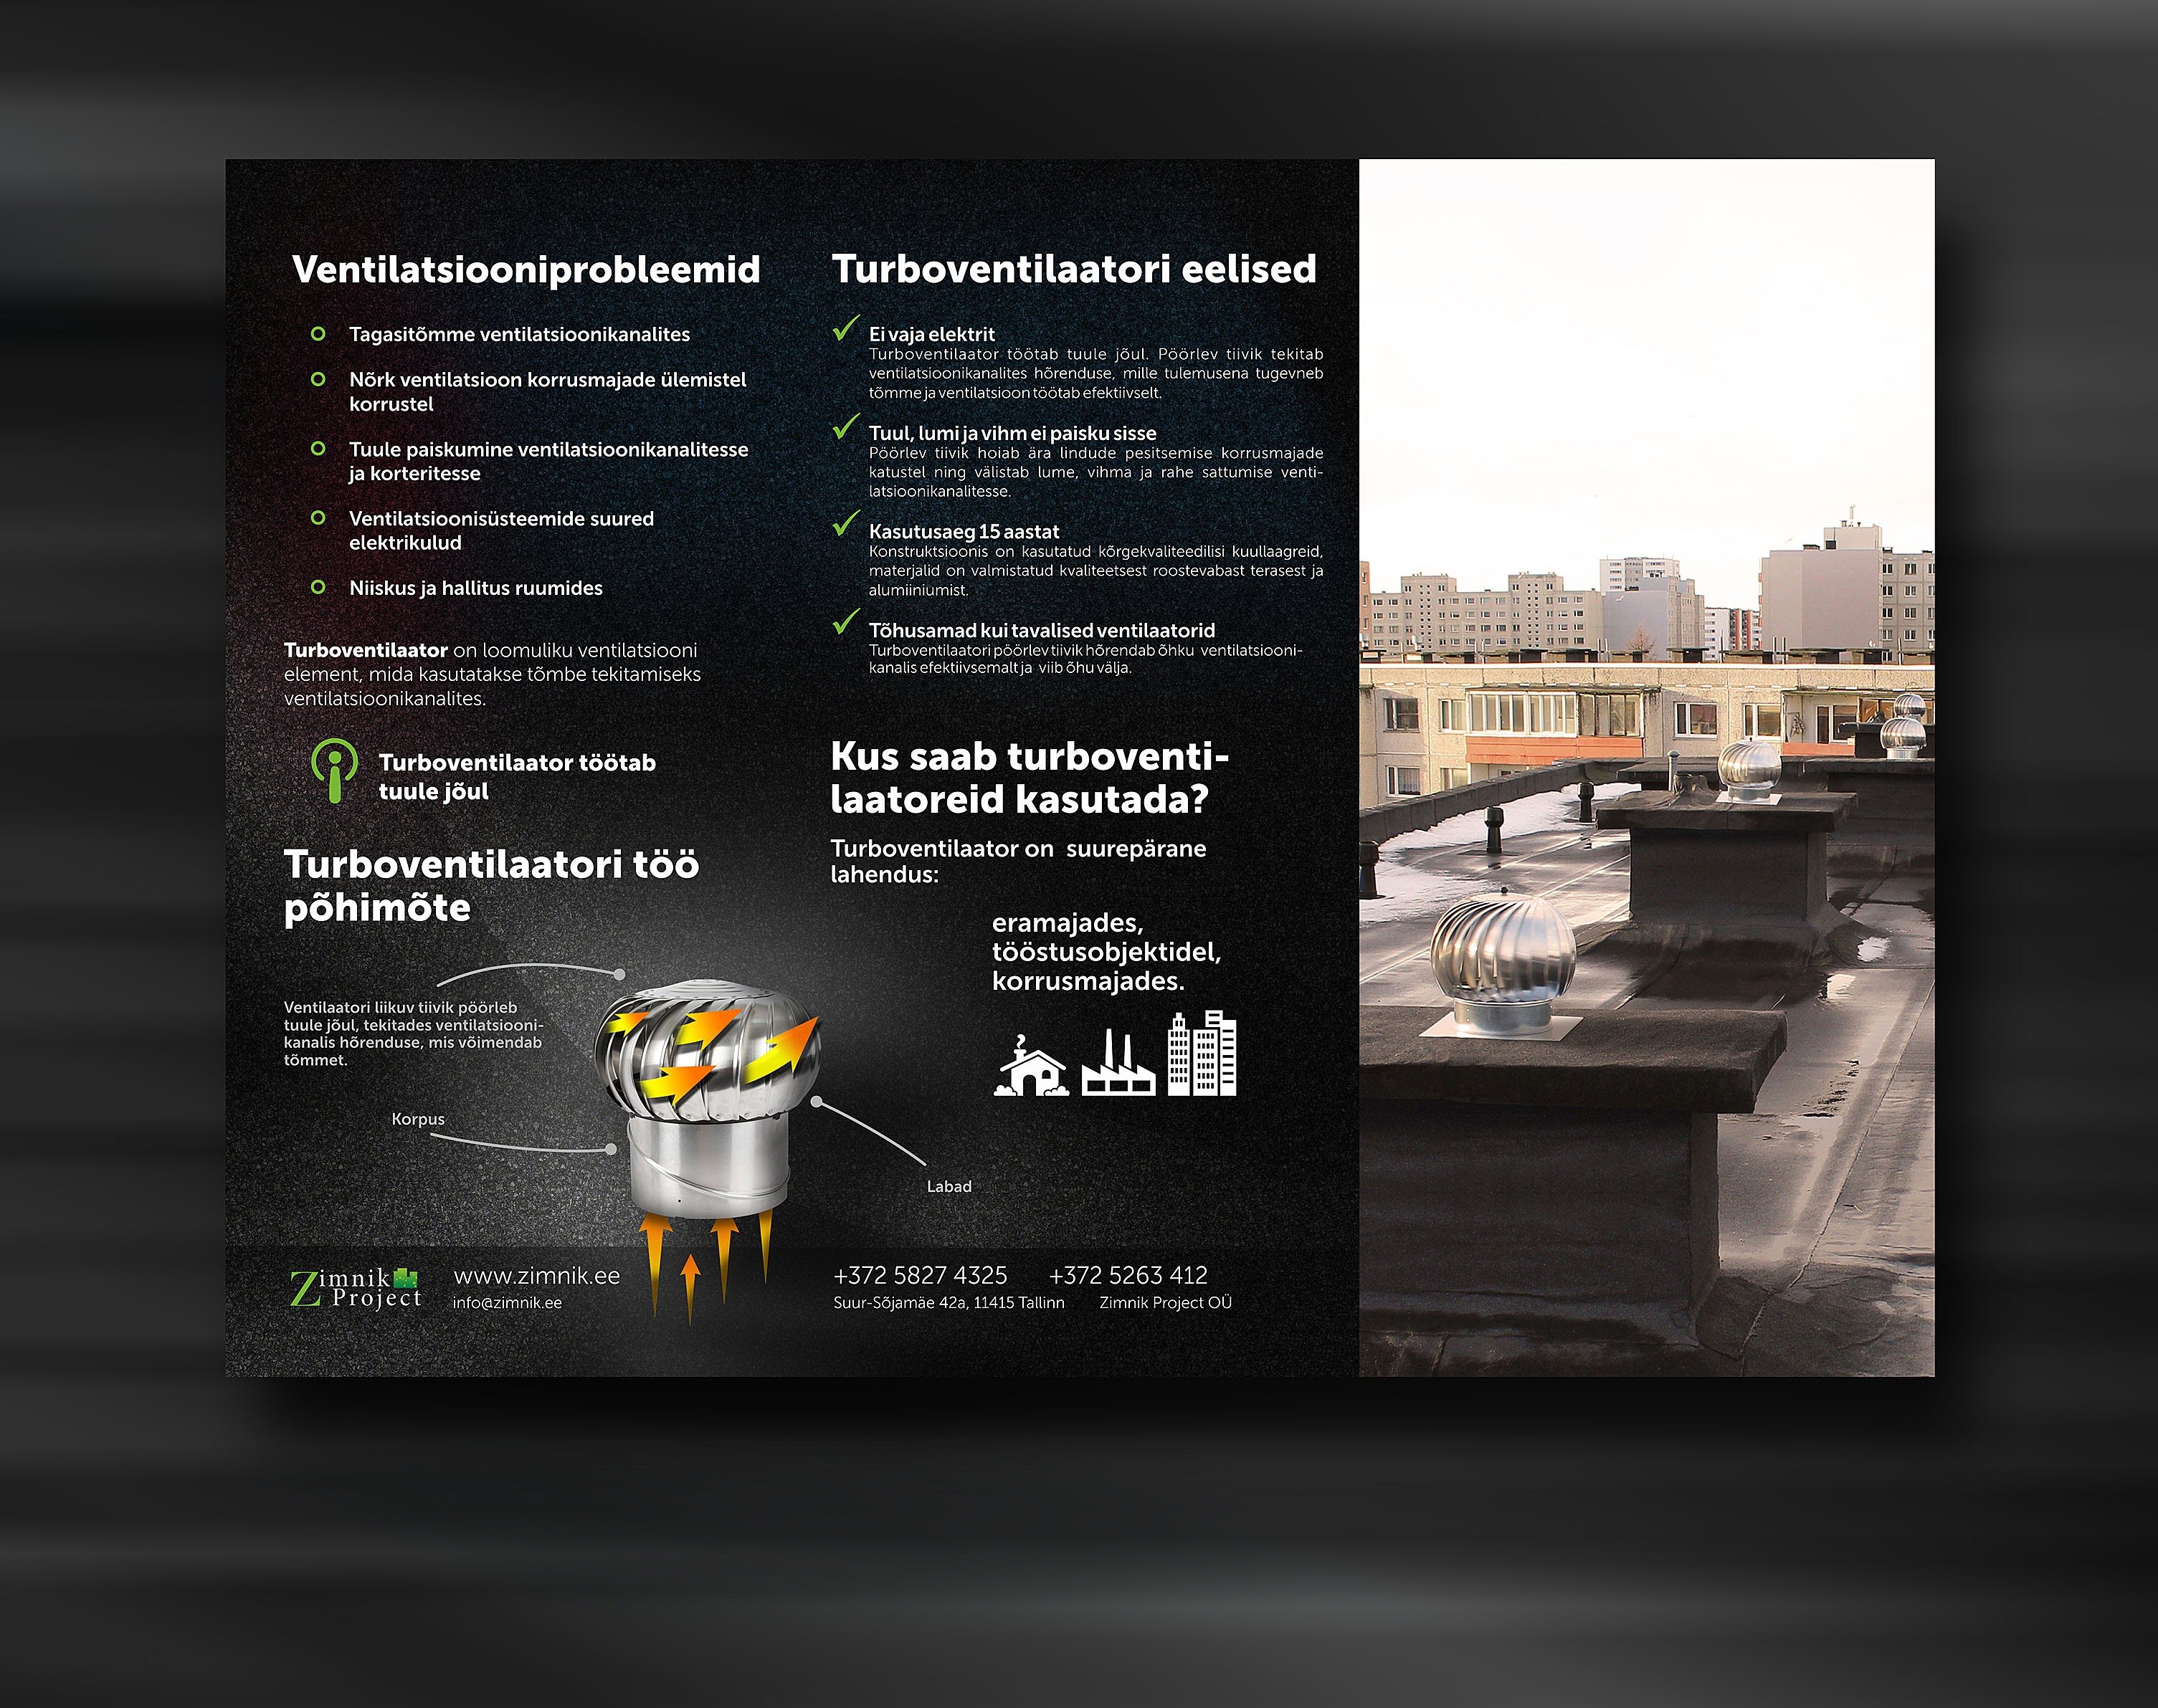 Ventilatsiooniprobleemid
Tagasitõmme ventilatsioonikanalites
Nõrk ventilatsioon korrusmajade ülemistel
korrustel
Tuule paiskumine ventilatsioonikanalitesse
ja korteritesse
Ventilatsioonisüsteemide suured
elektrikulud
Niiskus ja hallitus ruumides
Turboventilaator on loomuliku ventilatsiooni
element, mida kasutatakse tõmbe tekitamiseks
ventilatsioonikanalites.
Turboventilaator töötab
tuule jõul
Turboventilaatori töö
põhimõte
Ventilaatori liikuv tiivik pöörleb
tuule jõul, tekitades ventilatsiooni-
kanalis hõrenduse, mis võimendab
tõmmet.
Korpus
Labad
Turboventilaatori eelised
Ei vaja elektrit
Turboventilaator töötab tuule jõul. Pöörlev tiivik tekitab
ventilatsioonikanalites hõrenduse, mille tulemusena tugevneb
tõmme ja ventilatsioon töötab efektiivselt.
Tuul, lumi ja vihm ei paisku sisse
Pöörlev tiivik hoiab ära lindude pesitsemise korrusmajade
katustel ning välistab lume, vihma ja rahe sattumise venti-
latsioonikanalitesse.
Kasutusaeg 15 aastat
Konstruktsioonis on kasutatud kõrgekvaliteedilisi kuullaagreid,
materjalid on valmistatud kvaliteetsest roostevabast terasest ja
alumiiniumist.
Tõhusamad kui tavalised ventilaatorid
Turboventilaatori pöörlev tiivik hõrendab õhku ventilatsiooni-
kanalis efektiivsemalt ja viib õhu välja.
Kus saab turboventi-
laatoreid kasutada?
Turboventilaator on suurepärane
lahendus:
eramajades,
tööstusobjektidel,
korrusmajades.
Zimnik
Project
www.zimnik.ee
info@zimnik.ee
+372 5827 4325 +372 5263 412
Suur-Sõjamäe 42a, 11415 Tallinn Zimnik Project OÜ